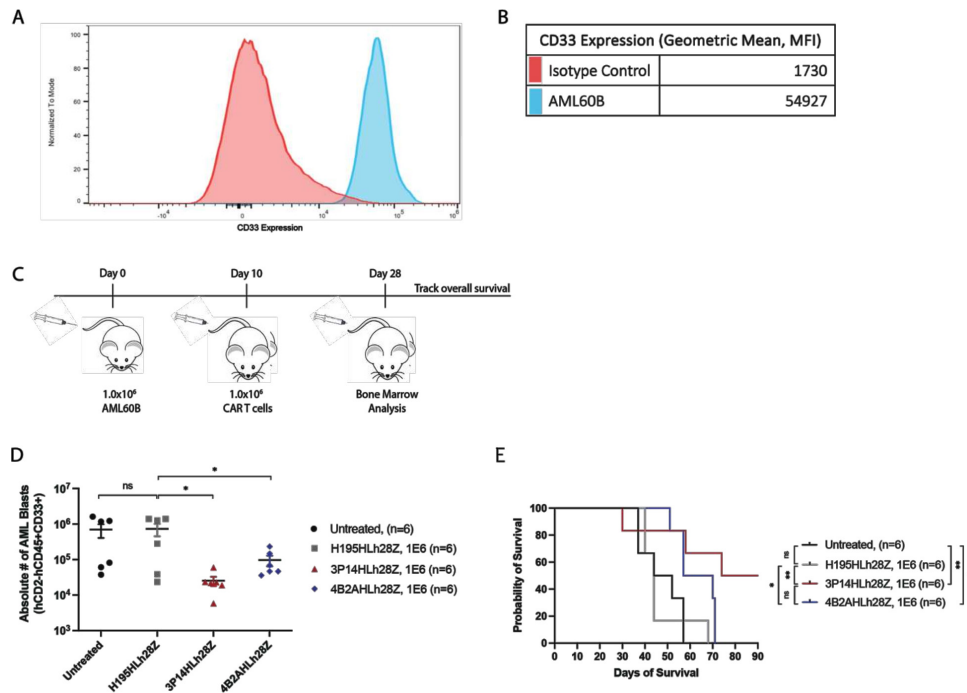 A
Normalized To Mode
100
80
60
40
20
0
-10⁴
0
10⁴
10⁵
10⁶
CD33 Expression
B
CD33 Expression (Geometric Mean, MFI)
Isotype Control 1730
AML60B 54927
C
Day 0 Day 10 Day 28
Track overall survival
1.0x10⁶
AML60B
1.0x10⁶
CAR T cells
Bone Marrow
Analysis
D
Absolute # of AML Blasts
(hCD2-hCD45+CD33+)
10⁷
10⁶
10⁵
10⁴
10³
ns
*
*
Untreated
H195HLh28Z
3P14HLh28Z
4B2AHLh28Z
Untreated, (n=6)
H195HLh28Z, 1E6 (n=6)
3P14HLh28Z, 1E6 (n=6)
4B2AHLh28Z, 1E6 (n=6)
E
Probability of Survival
100
80
60
40
20
0
0 10 20 30 40 50 60 70 80 90
Days of Survival
Untreated, (n=6)
H195HLh28Z, 1E6 (n=6)
3P14HLh28Z, 1E6 (n=6)
4B2AHLh28Z, 1E6 (n=6)
*
ns
**
ns
**